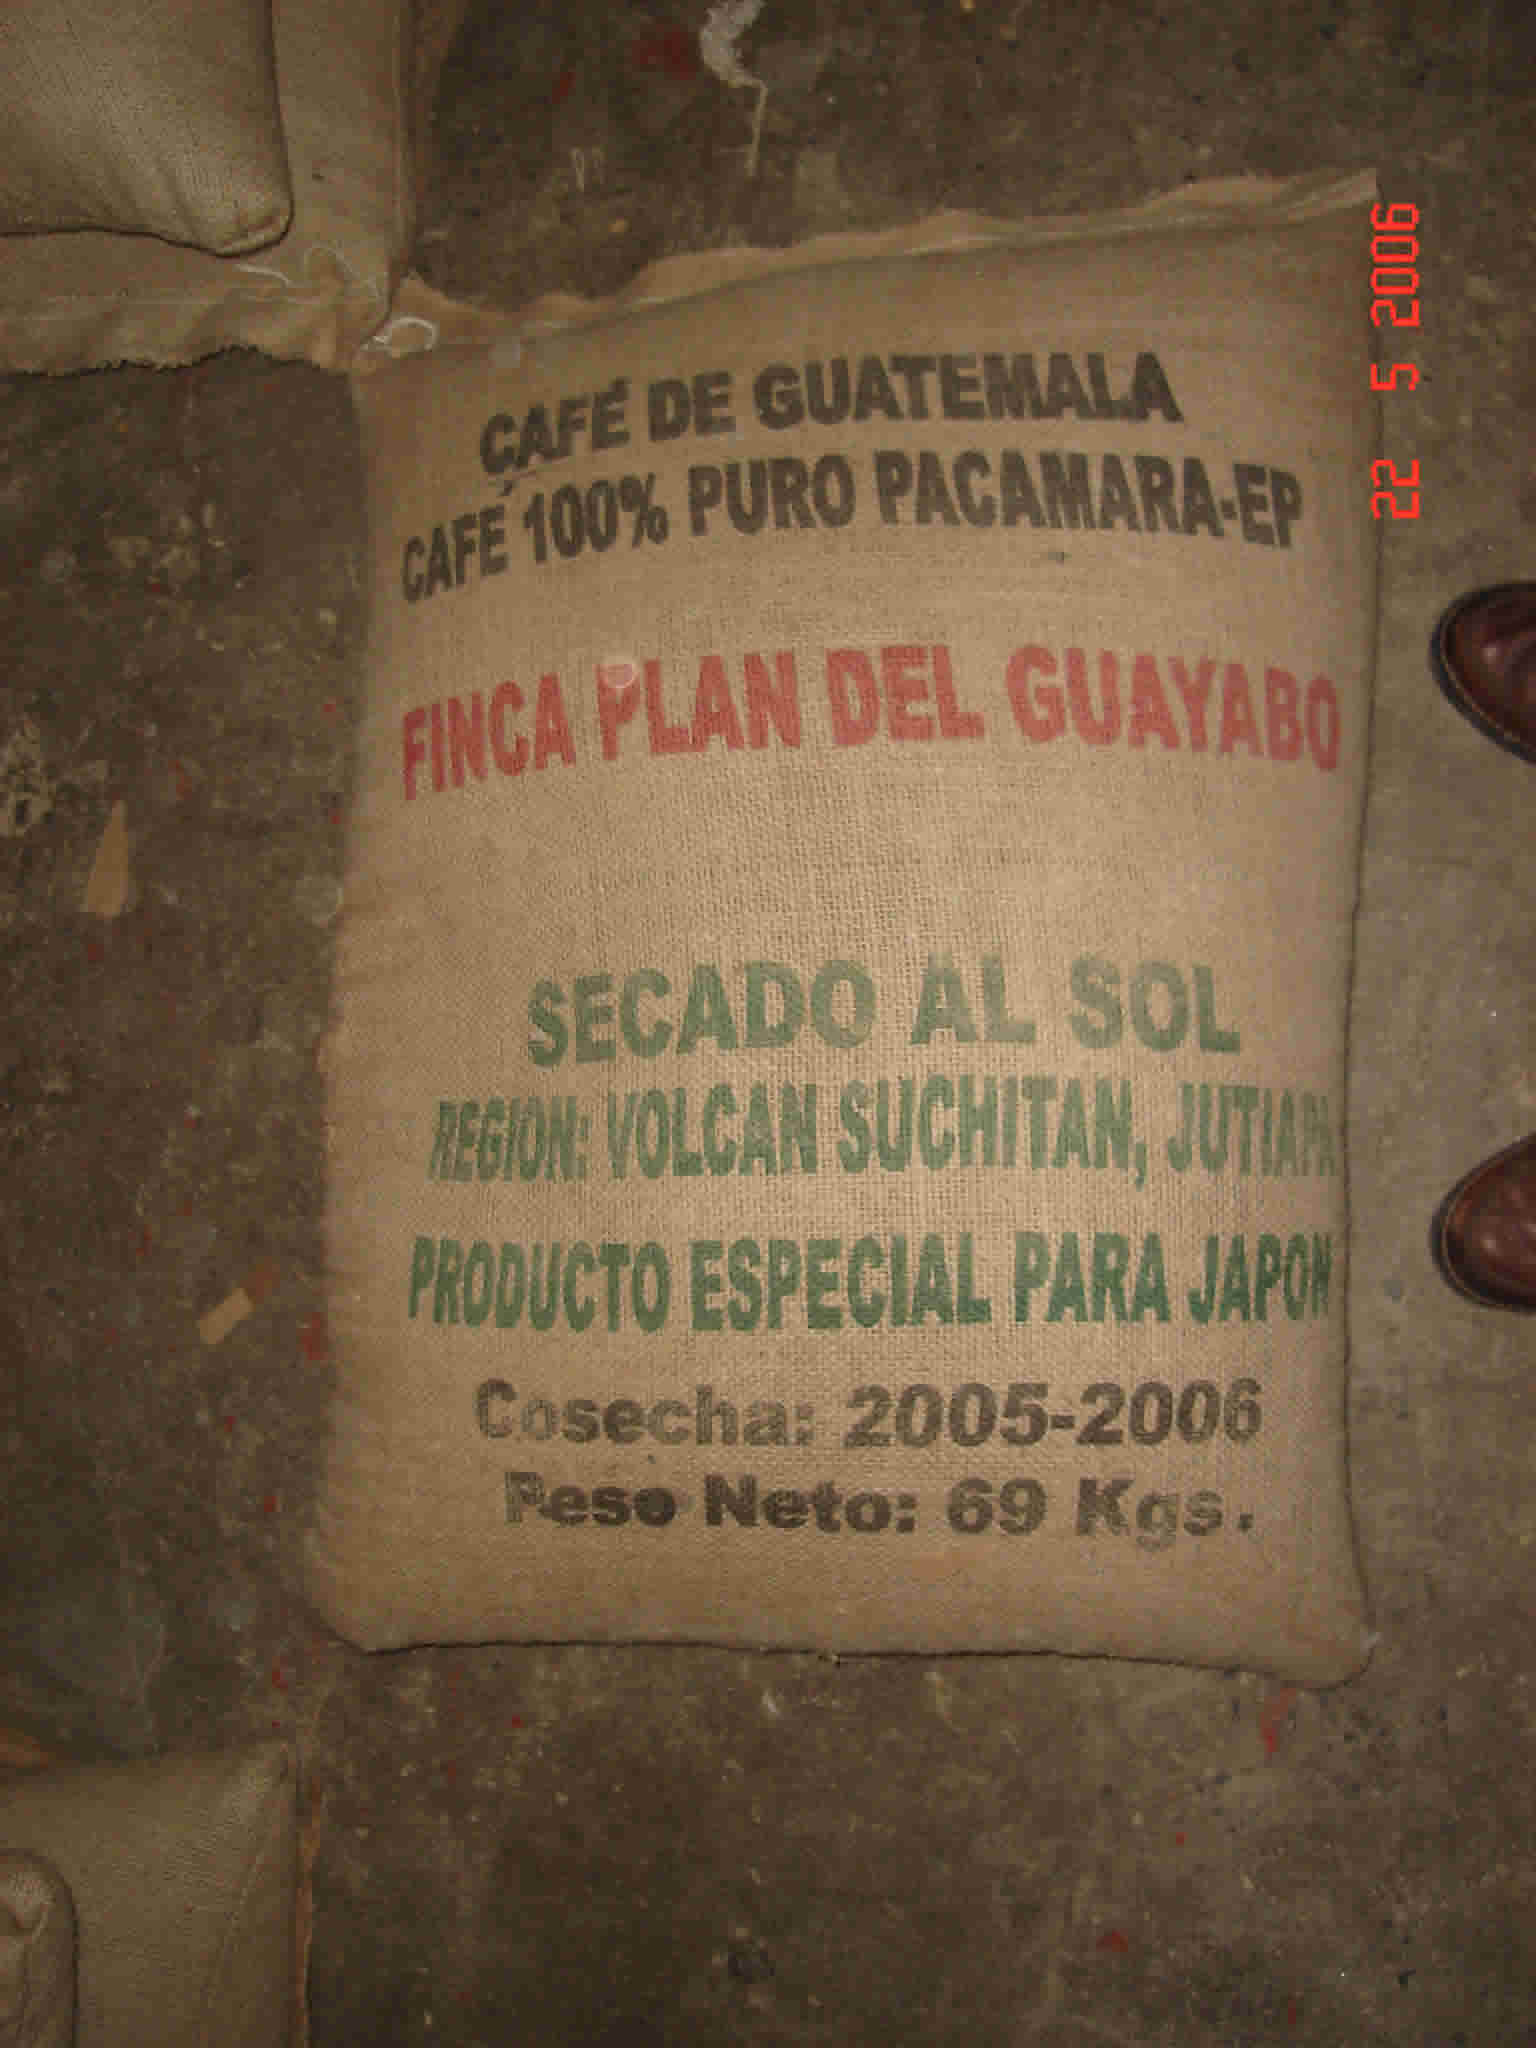 CAFÉ DE GUATEMALA
CAFÉ 100% PURO PACAMARA-EP
FINCA PLAN DEL GUAYABO
SECADO AL SOL
REGION: VOLCAN SUCHITAN, JUTIAPA
PRODUCTO ESPECIAL PARA JAPON
Cosecha: 2005-2006
Peso Neto: 69 Kgs.
22 5 2006